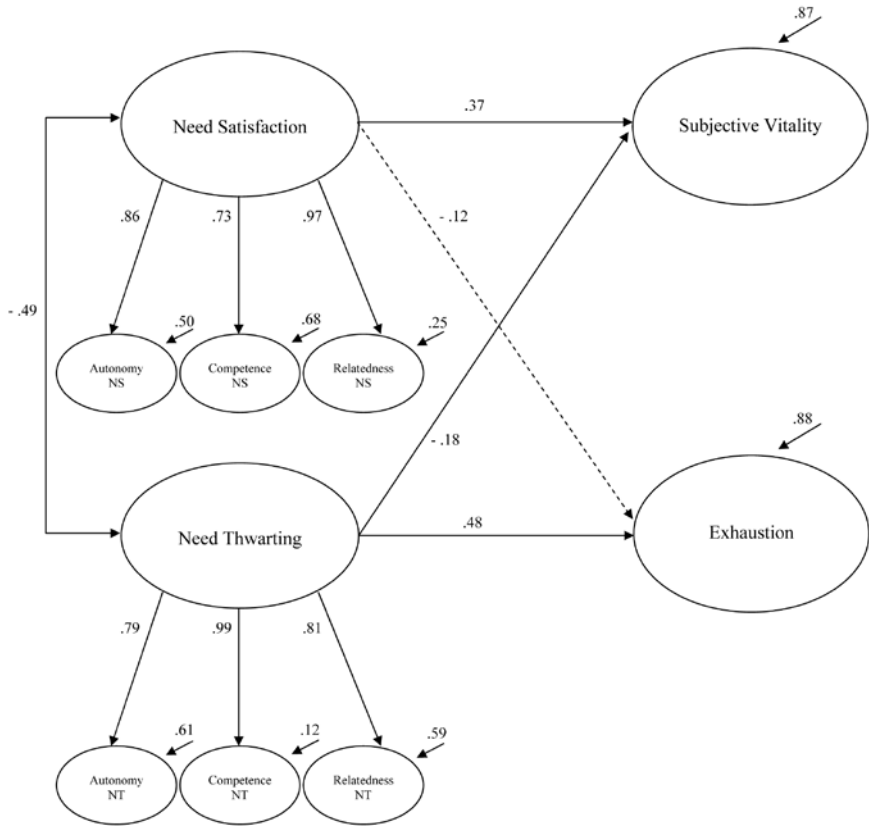 .87
Need Satisfaction
.37
Subjective Vitality
.86
.73
.97
- .12
- .49
.50
.68
.25
Autonomy
NS
Competence
NS
Relatedness
NS
- .18
.88
Need Thwarting
.48
Exhaustion
.79
.99
.81
.61
.12
.59
Autonomy
NT
Competence
NT
Relatedness
NT